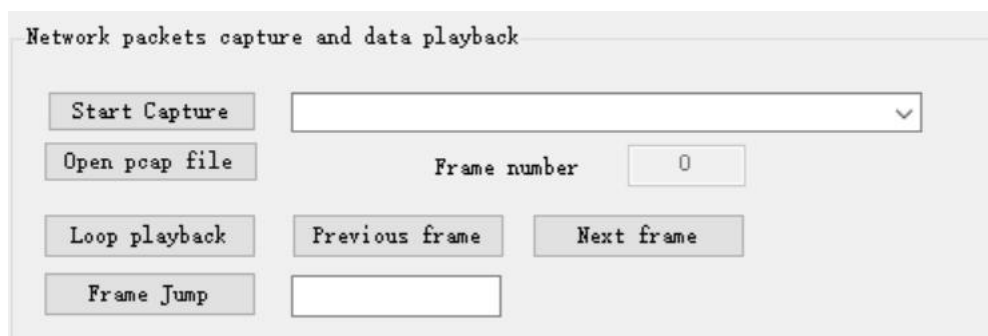 Network packets capture and data playback
Start Capture
Open pcap file
Frame number 0
Loop playback Previous frame Next frame
Frame Jump